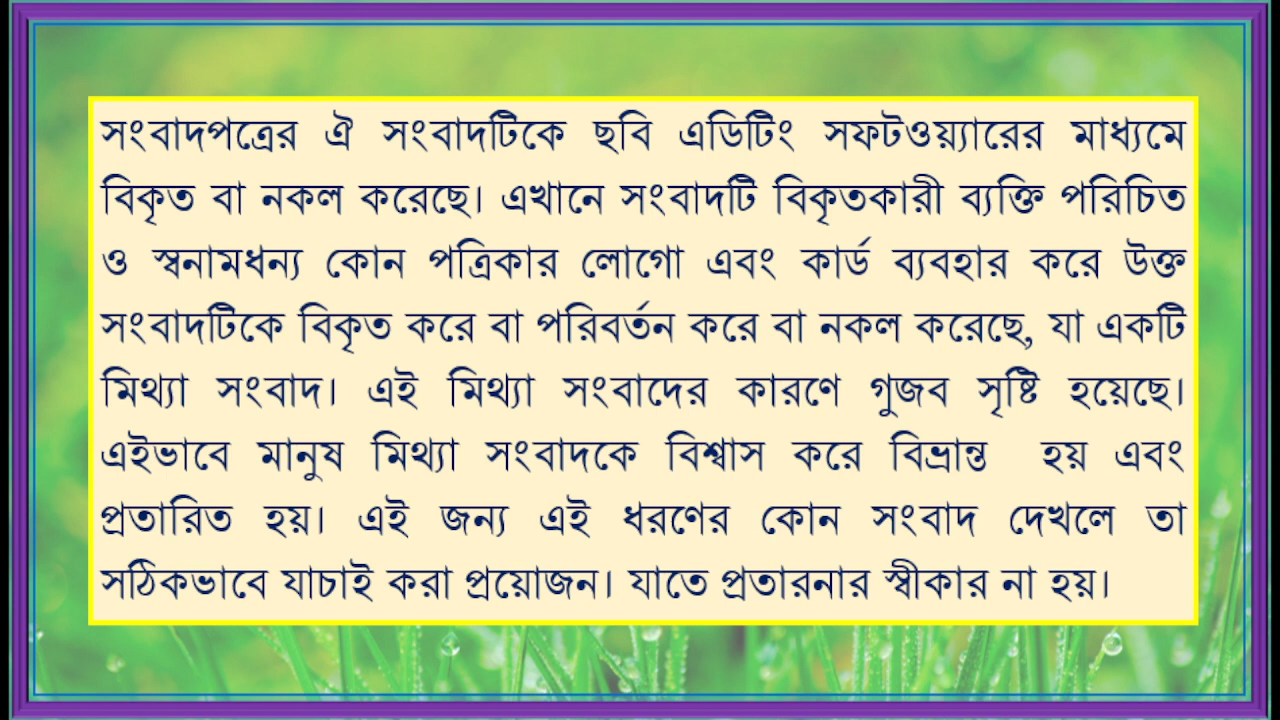 সংবাদপত্রের ঐ সংবাদটিকে ছবি এডিটিং সফটওয়্যারের মাধ্যমে
বিকৃত বা নকল করেছে। এখানে সংবাদটি বিকৃতকারী ব্যক্তি পরিচিত
ও স্বনামধন্য কোন পত্রিকার লোগো এবং কার্ড ব্যবহার করে উক্ত
সংবাদটিকে বিকৃত করে বা পরিবর্তন করে বা নকল করেছে, যা একটি
মিথ্যা সংবাদ। এই মিথ্যা সংবাদের কারণে গুজব সৃষ্টি হয়েছে।
এইভাবে মানুষ মিথ্যা সংবাদকে বিশ্বাস করে বিভ্রান্ত হয় এবং
প্রতারিত হয়। এই জন্য এই ধরণের কোন সংবাদ দেখলে তা
সঠিকভাবে যাচাই করা প্রয়োজন। যাতে প্রতারনার স্বীকার না হয়।